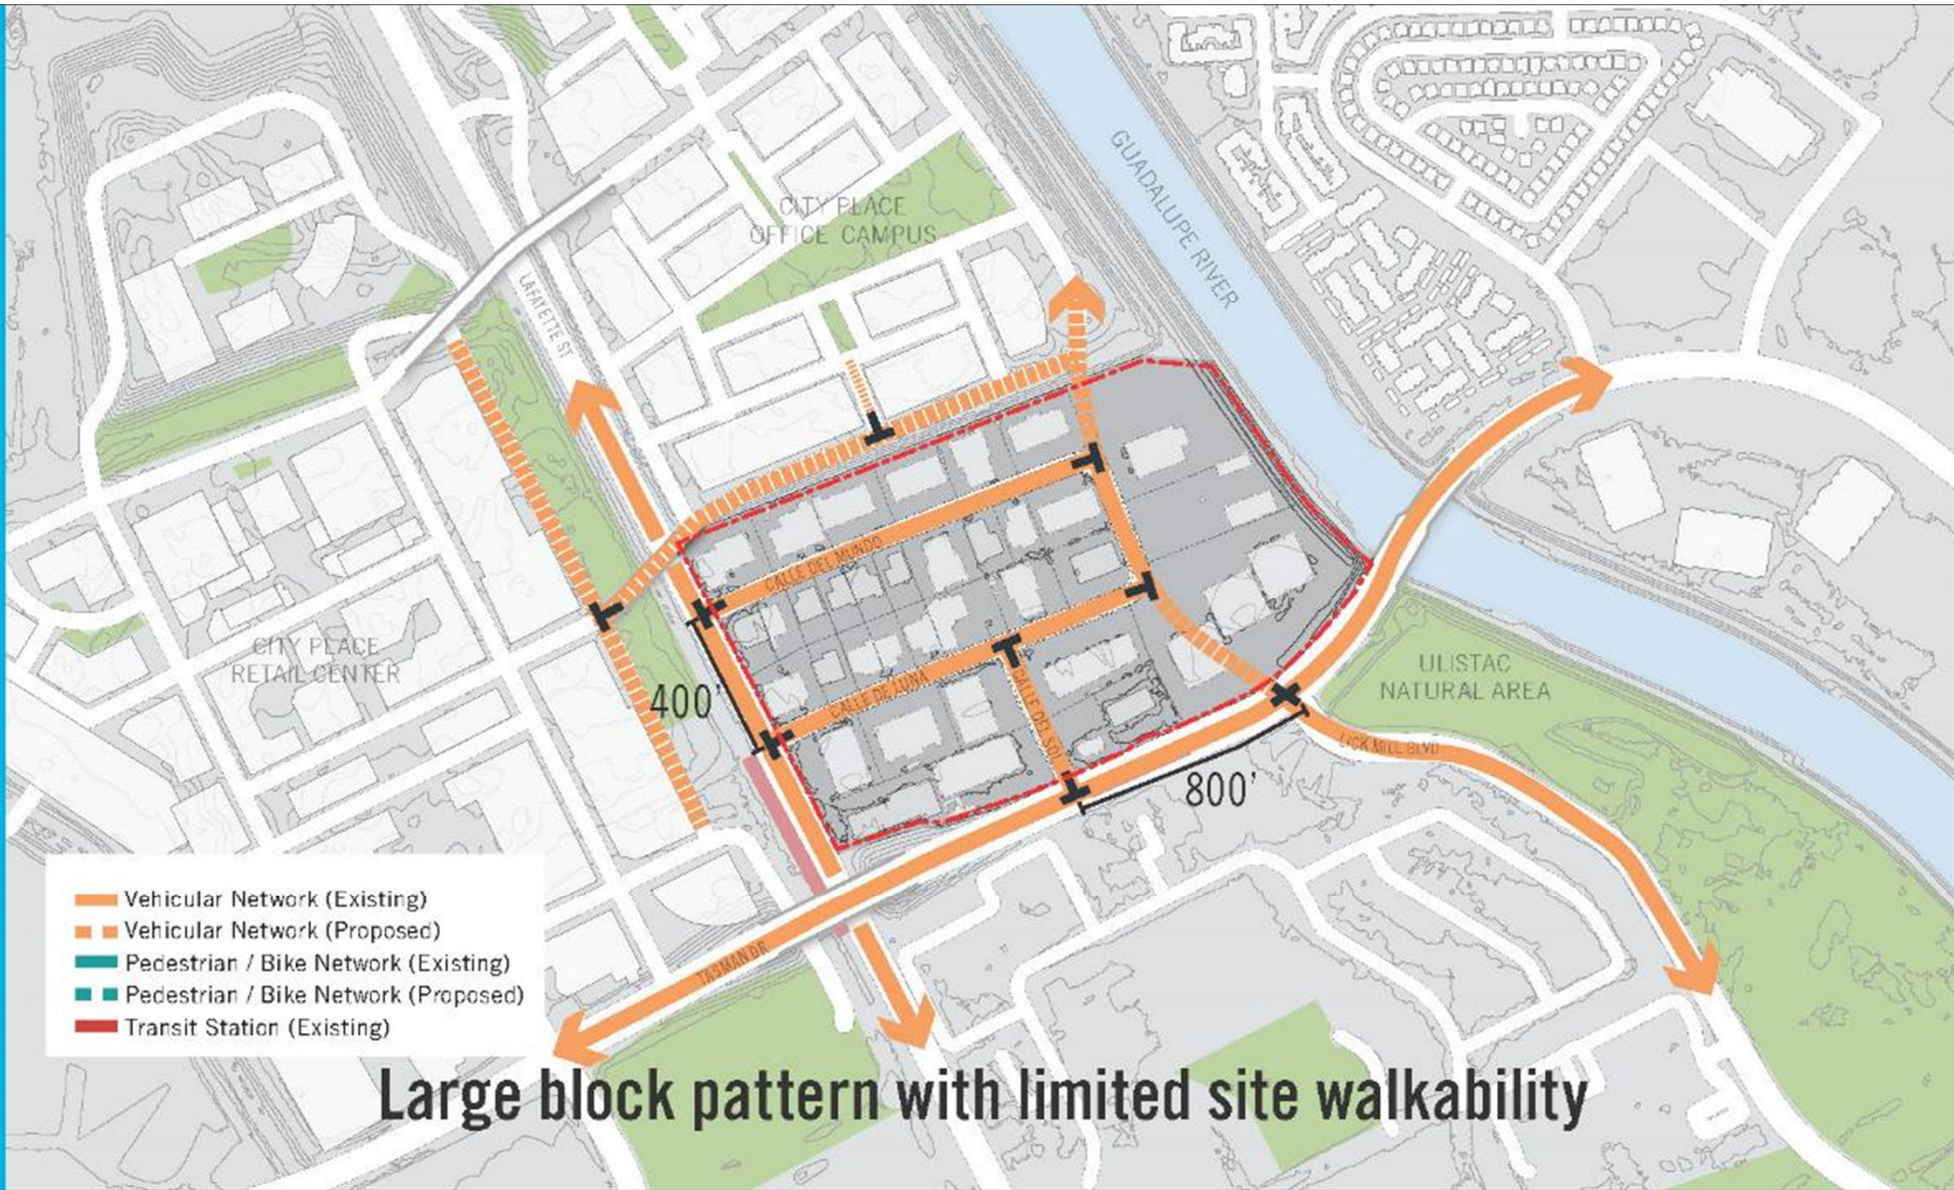 GUADALUPE RIVER
CITY PLACE
OFFICE CAMPUS
LAFAYETTE ST
CALLE DEL MUNDO
CITY PLACE
RETAIL CENTER
ULISTAC
NATURAL AREA
400'
CALLE DE LUNA
CALLE DEL SOL
LICK MILL BLVD
800'
TASMAN DR
Vehicular Network (Existing)
Vehicular Network (Proposed)
Pedestrian / Bike Network (Existing)
Pedestrian / Bike Network (Proposed)
Transit Station (Existing)
Large block pattern with limited site walkability